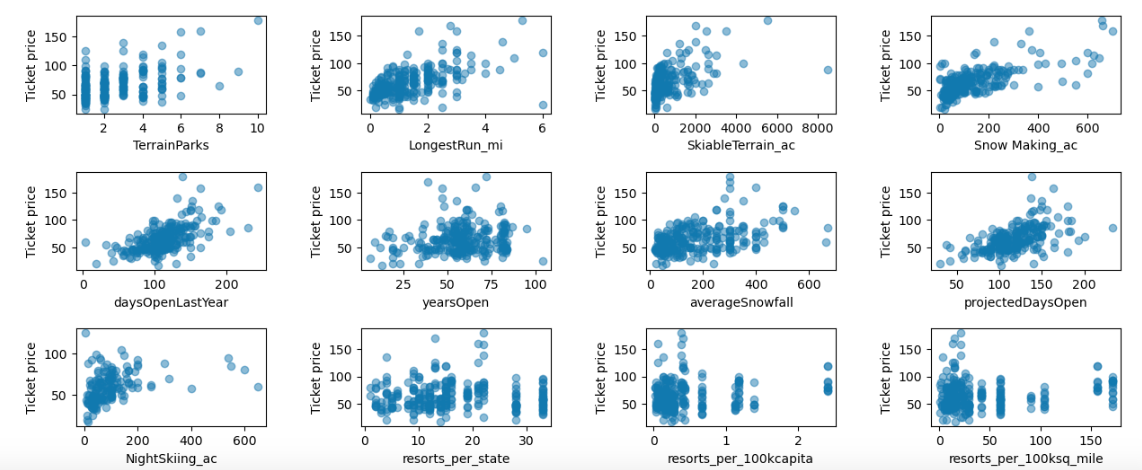 Ticket price
150
100
50
2 4 6 8 10
TerrainParks
Ticket price
150
100
50
0 2 4 6
LongestRun_mi
Ticket price
150
100
50
0 2000 4000 6000 8000
SkiableTerrain_ac
Ticket price
150
100
50
0 200 400 600
Snow Making_ac
Ticket price
150
100
50
0 100 200
daysOpenLastYear
Ticket price
150
100
50
25 50 75 100
yearsOpen
Ticket price
150
100
50
0 200 400 600
averageSnowfall
Ticket price
150
100
50
50 100 150 200
projectedDaysOpen
Ticket price
100
50
0 200 400 600
NightSkiing_ac
Ticket price
150
100
50
0 10 20 30
resorts_per_state
Ticket price
150
100
50
0 1 2
resorts_per_100kcapita
Ticket price
150
100
50
0 50 100 150
resorts_per_100ksq_mile